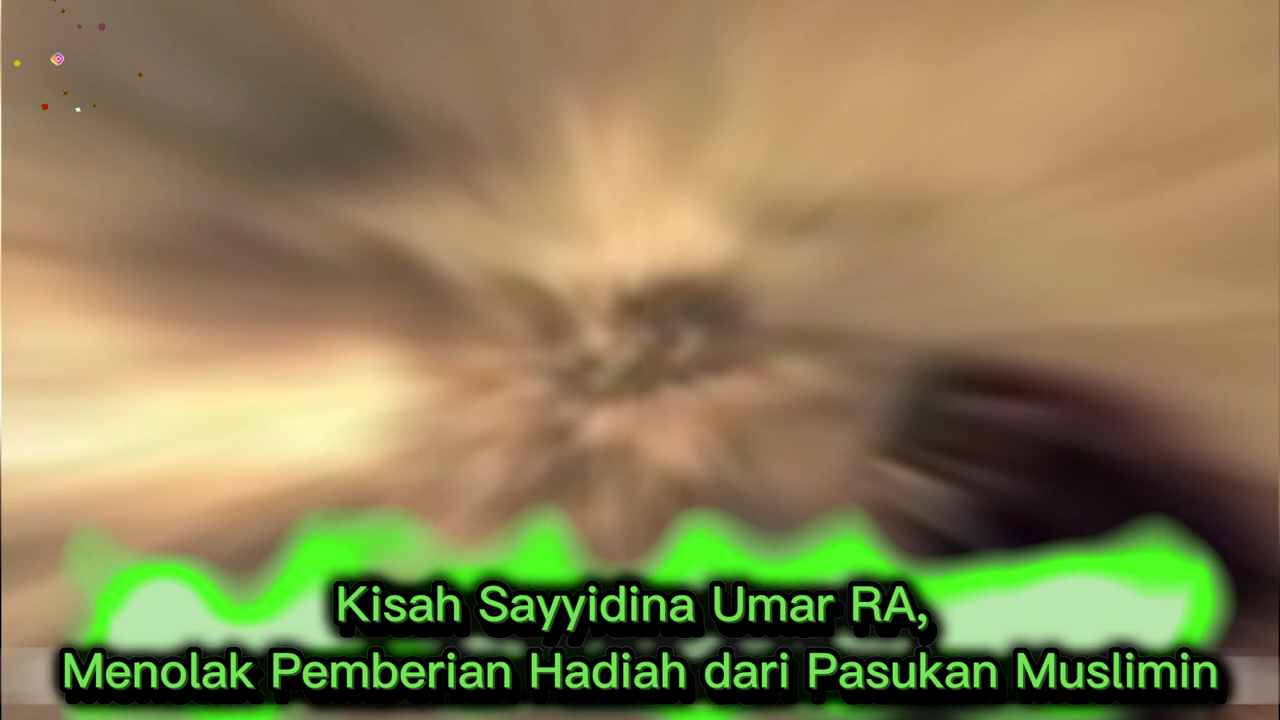 Kisah Sayyidina Umar RA,
Menolak Pemberian Hadiah dari Pasukan Muslimin